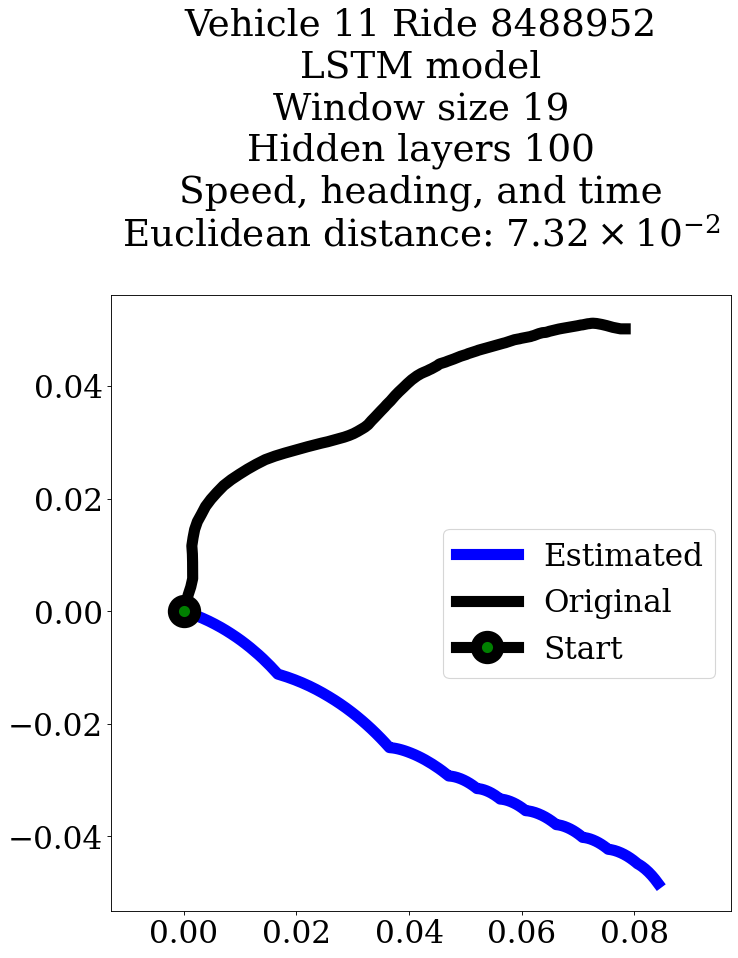 Vehicle 11 Ride 8488952
LSTM model
Window size 19
Hidden layers 100
Speed, heading, and time
Euclidean distance: 7.32 × 10⁻²
0.04
0.02
0.00
−0.02
−0.04
Estimated
Original
Start
0.00 0.02 0.04 0.06 0.08